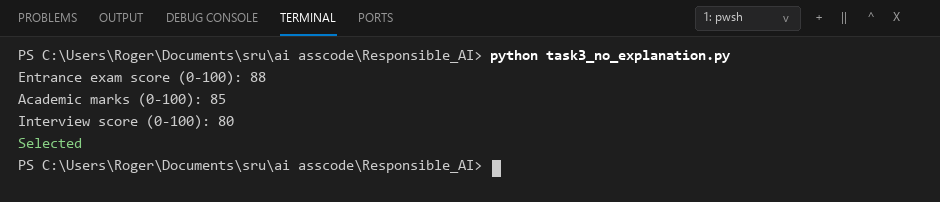 PROBLEMS OUTPUT DEBUG CONSOLE TERMINAL PORTS 1: pwsh v + || ^ X
PS C:\Users\Roger\Documents\sru\ai asscode\Responsible_AI> python task3_no_explanation.py
Entrance exam score (0-100): 88
Academic marks (0-100): 85
Interview score (0-100): 80
Selected
PS C:\Users\Roger\Documents\sru\ai asscode\Responsible_AI>